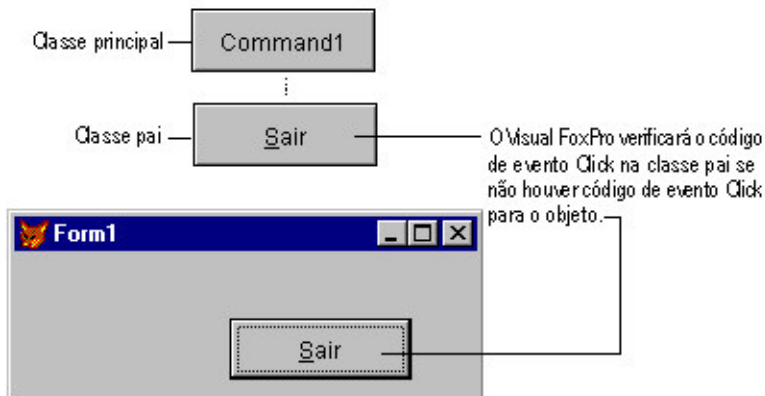 Classe principal
Command1
Classe pai
Sair
O Visual FoxPro verificará o código
de evento Click na classe pai se
não houver código de evento Click
para o objeto.
Form1
Sair